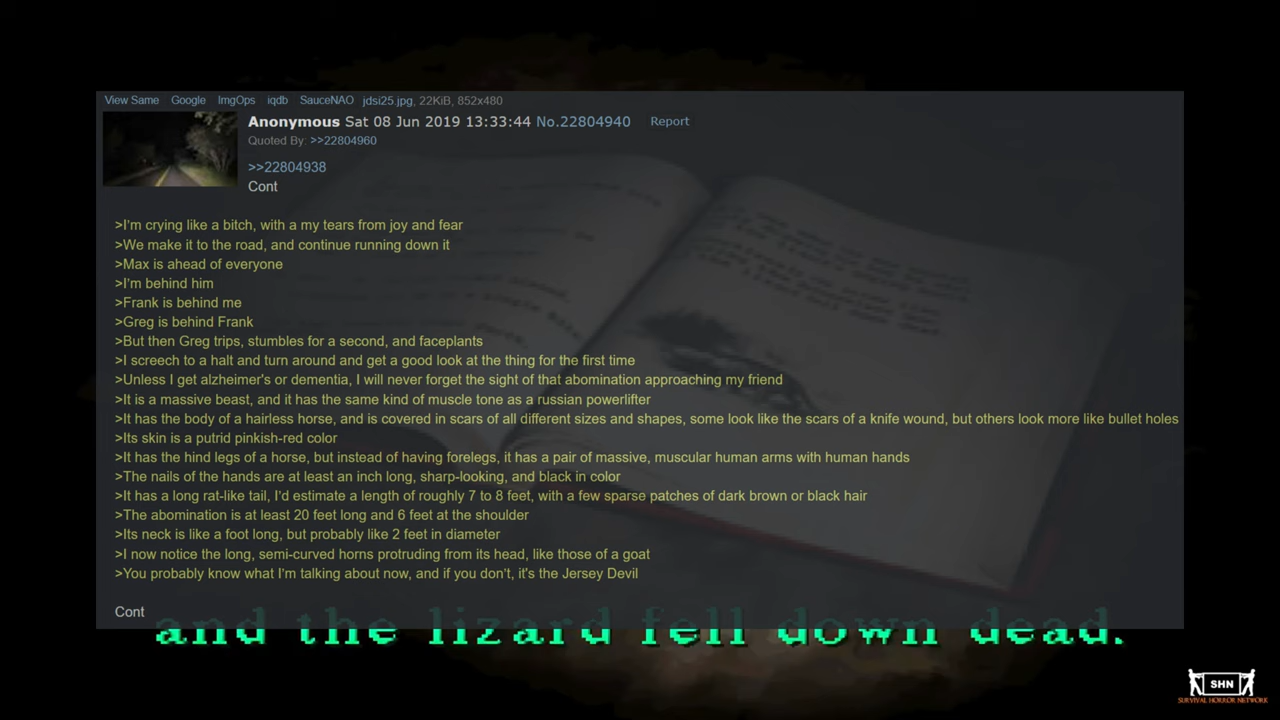 View Same Google ImgOps iqdb SauceNAO jdsi25.jpg, 22KiB, 852x480
Anonymous Sat 08 Jun 2019 13:33:44 No.22804940 Report
Quoted By: >>22804960
>>22804938
Cont
>I'm crying like a bitch, with a my tears from joy and fear
>We make it to the road, and continue running down it
>Max is ahead of everyone
>I'm behind him
>Frank is behind me
>Greg is behind Frank
>But then Greg trips, stumbles for a second, and faceplants
>I screech to a halt and turn around and get a good look at the thing for the first time
>Unless I get alzheimer's or dementia, I will never forget the sight of that abomination approaching my friend
>It is a massive beast, and it has the same kind of muscle tone as a russian powerlifter
>It has the body of a hairless horse, and is covered in scars of all different sizes and shapes, some look like the scars of a knife wound, but others look more like bullet holes
>Its skin is a putrid pinkish-red color
>It has the hind legs of a horse, but instead of having forelegs, it has a pair of massive, muscular human arms with human hands
>The nails of the hands are at least an inch long, sharp-looking, and black in color
>It has a long rat-like tail, I'd estimate a length of roughly 7 to 8 feet, with a few sparse patches of dark brown or black hair
>The abomination is at least 20 feet long and 6 feet at the shoulder
>Its neck is like a foot long, but probably like 2 feet in diameter
>I now notice the long, semi-curved horns protruding from its head, like those of a goat
>You probably know what I'm talking about now, and if you don't, it's the Jersey Devil
Cont
and the lizard fell down dead.
SHN
SURVIVAL HORROR NETWORK